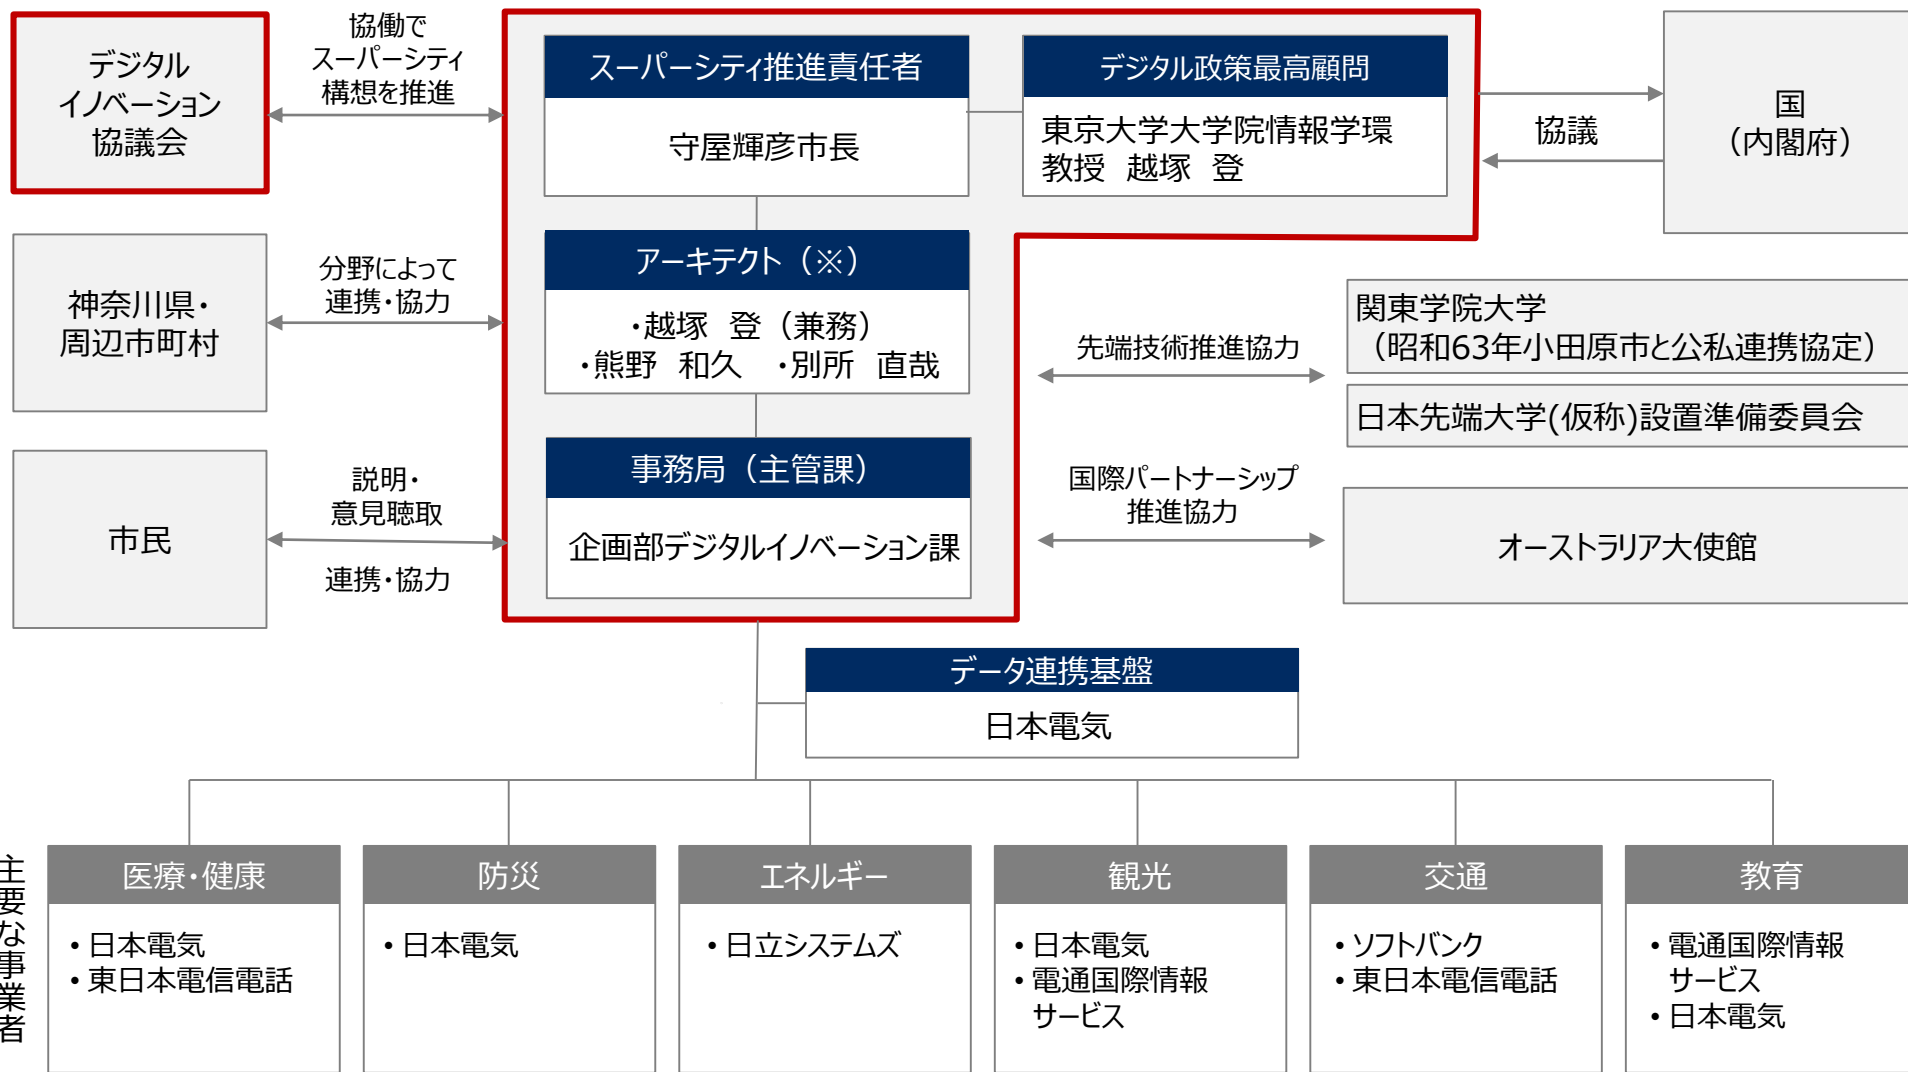 デジタル
イノベーション
協議会
協働で
スーパーシティ
構想を推進
スーパーシティ推進責任者
守屋輝彦市長
デジタル政策最高顧問
東京大学大学院情報学環
教授　越塚　登
協議
国
（内閣府）
神奈川県・
周辺市町村
分野によって
連携・協力
アーキテクト（※）
・越塚　登（兼務）
・熊野　和久　・別所　直哉
先端技術推進協力
関東学院大学
（昭和63年小田原市と公私連携協定）
日本先端大学(仮称)設置準備委員会
市民
説明・
意見聴取
連携・協力
事務局（主管課）
企画部デジタルイノベーション課
国際パートナーシップ
推進協力
オーストラリア大使館
データ連携基盤
日本電気
主要な事業者
医療・健康
• 日本電気
• 東日本電信電話
防災
• 日本電気
エネルギー
• 日立システムズ
観光
• 日本電気
• 電通国際情報
サービス
交通
• ソフトバンク
• 東日本電信電話
教育
• 電通国際情報
サービス
• 日本電気